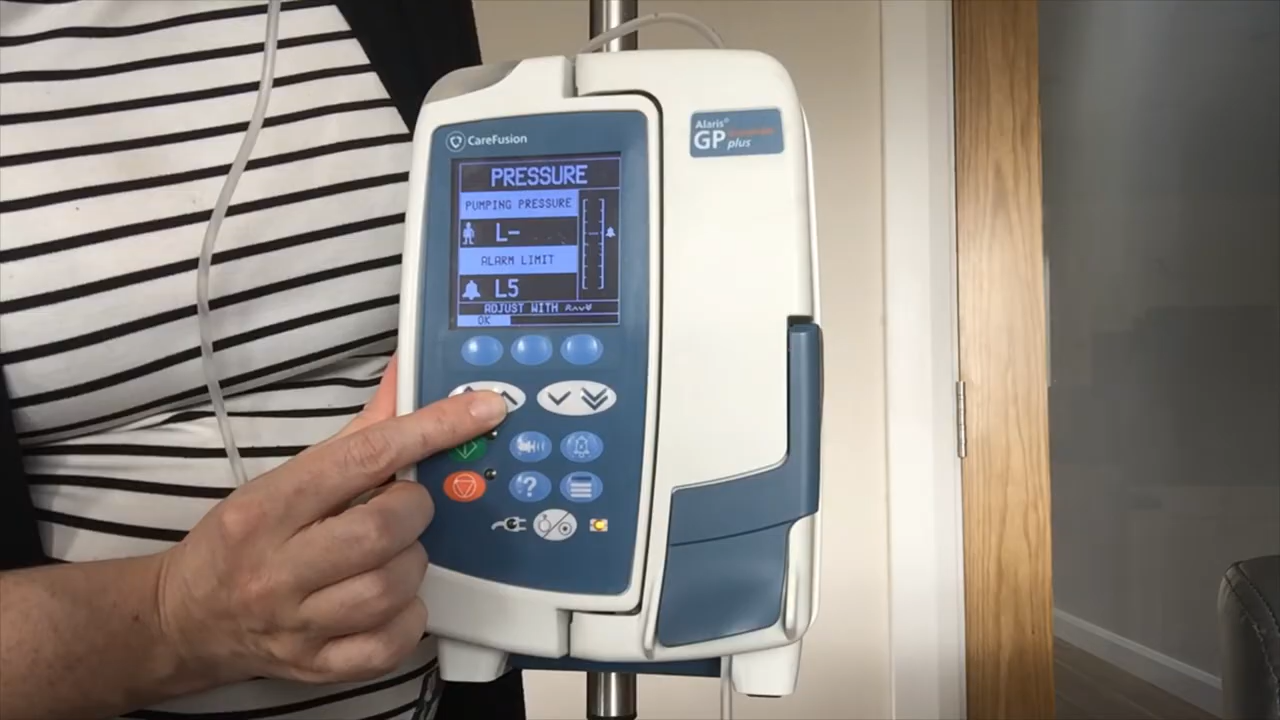 CareFusion
Alaris®
GP
plus
PRESSURE
PUMPING PRESSURE
L-
ALARM LIMIT
L5
ADJUST WITH
OK
?